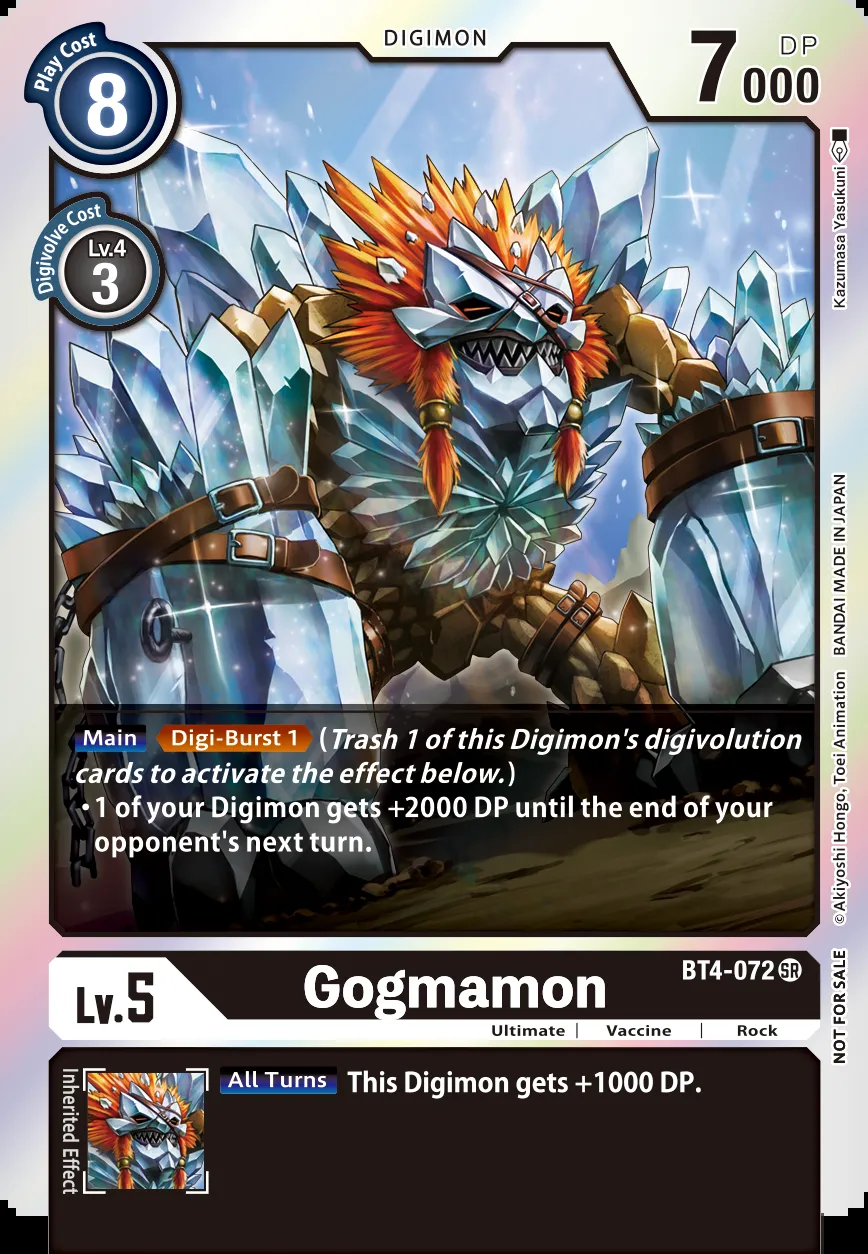 DIGIMON
Play Cost
8
7000
DP
Digivolve Cost
Lv.4
3
Kazumasa Yasukuni
BANDAI MADE IN JAPAN
©Akiyoshi Hongo, Toei Animation
NOT FOR SALE
Main Digi-Burst 1 (Trash 1 of this Digimon's digivolution
cards to activate the effect below.)
•1 of your Digimon gets +2000 DP until the end of your
opponent's next turn.
Lv.5
Gogmamon
BT4-072 SR
Ultimate | Vaccine | Rock
Inherited Effect
All Turns This Digimon gets +1000 DP.